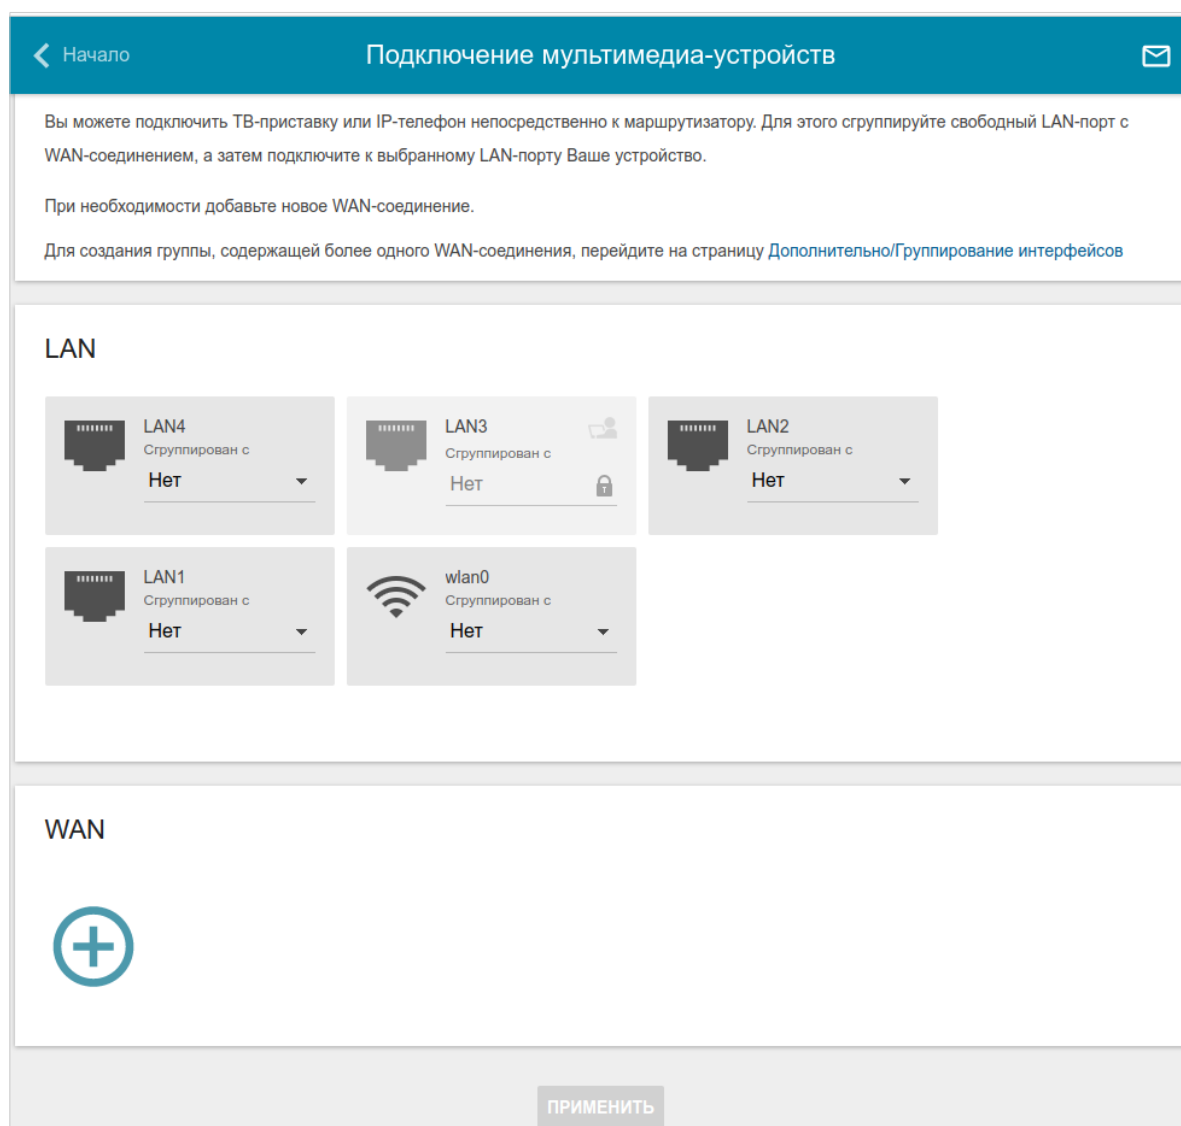 Начало
Подключение мультимедиа-устройств
Вы можете подключить ТВ-приставку или IP-телефон непосредственно к маршрутизатору. Для этого сгруппируйте свободный LAN-порт с
WAN-соединением, а затем подключите к выбранному LAN-порту Ваше устройство.
При необходимости добавьте новое WAN-соединение.
Для создания группы, содержащей более одного WAN-соединения, перейдите на страницу Дополнительно/Группирование интерфейсов
LAN
LAN4
Сгруппирован с
Нет
LAN3
Сгруппирован с
Нет
LAN2
Сгруппирован с
Нет
LAN1
Сгруппирован с
Нет
wlan0
Сгруппирован с
Нет
WAN
ПРИМЕНИТЬ